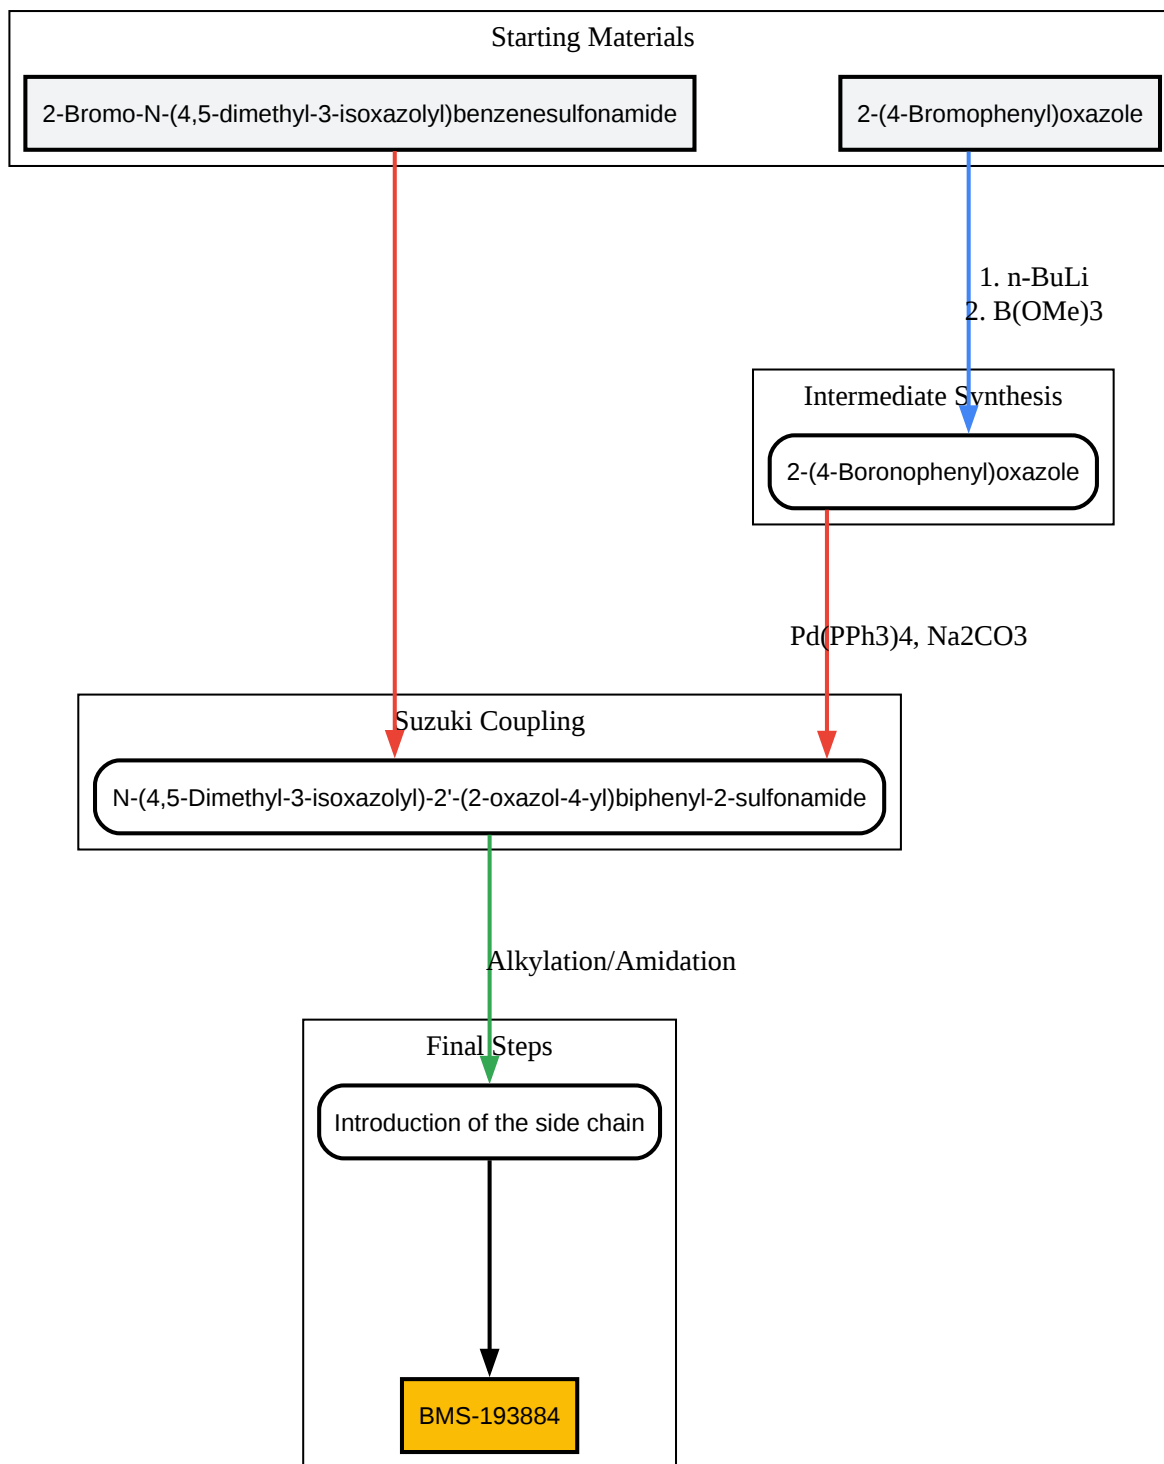 Starting Materials
2-Bromo-N-(4,5-dimethyl-3-isoxazolyl)benzenesulfonamide
2-(4-Bromophenyl)oxazole
1. n-BuLi
2. B(OMe)3
Intermediate Synthesis
2-(4-Boronophenyl)oxazole
Pd(PPh3)4, Na2CO3
Suzuki Coupling
N-(4,5-Dimethyl-3-isoxazolyl)-2'-(2-oxazol-4-yl)biphenyl-2-sulfonamide
Alkylation/Amidation
Final Steps
Introduction of the side chain
BMS-193884